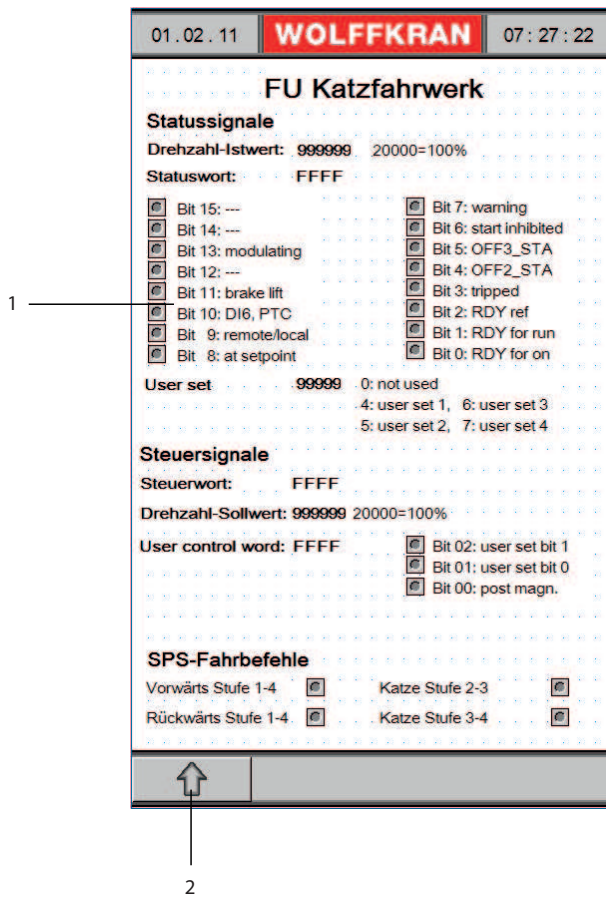 01.02.11 WOLFFKRAN 07:27:22
FU Katzfahrwerk
Statussignale
Drehzahl-Istwert: 999999 20000=100%
Statuswort: FFFF
Bit 15: ---
Bit 14: ---
Bit 13: modulating
Bit 12: ---
Bit 11: brake lift
Bit 10: DI6, PTC
Bit 9: remote/local
Bit 8: at setpoint
Bit 7: warning
Bit 6: start inhibited
Bit 5: OFF3_STA
Bit 4: OFF2_STA
Bit 3: tripped
Bit 2: RDY ref
Bit 1: RDY for run
Bit 0: RDY for on
1
User set 99999 0: not used
4: user set 1, 6: user set 3
5: user set 2, 7: user set 4
Steuersignale
Steuerwort: FFFF
Drehzahl-Sollwert: 999999 20000=100%
User control word: FFFF
Bit 02: user set bit 1
Bit 01: user set bit 0
Bit 00: post magn.
SPS-Fahrbefehle
Vorwärts Stufe 1-4 Katze Stufe 2-3
Rückwärts Stufe 1-4 Katze Stufe 3-4
2